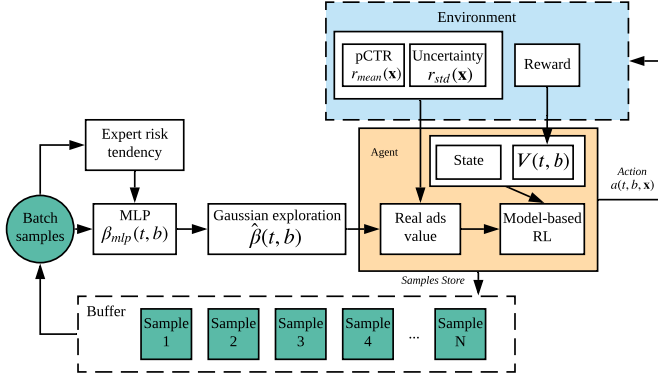 Environment
pCTR
r_mean(x)
Uncertainty
r_std(x)
Reward
Expert risk
tendency
Agent
State
V(t, b)
Action
a(t, b, x)
Batch
samples
MLP
β_mlp(t, b)
Gaussian exploration
β̂(t, b)
Real ads
value
Model-based
RL
Samples Store
Buffer
Sample
1
Sample
2
Sample
3
Sample
4
...
Sample
N